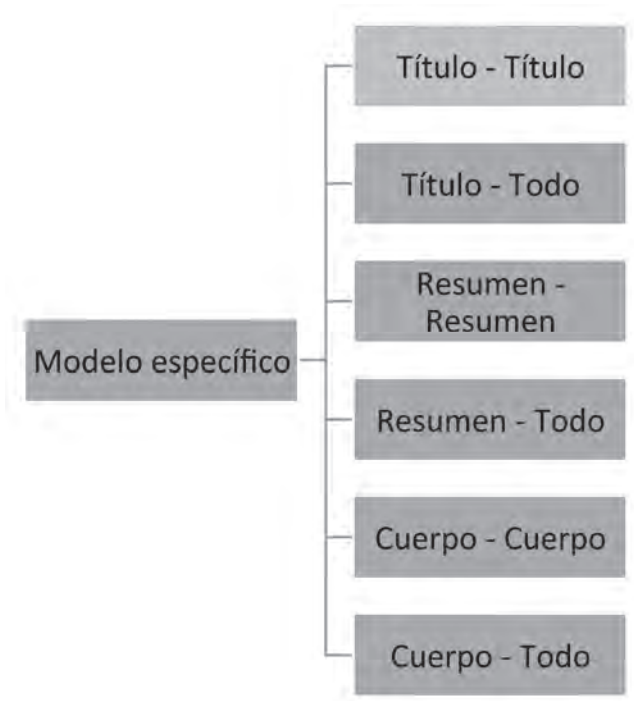 Título - Título
Título - Todo
Resumen -
Resumen
Modelo específico
Resumen - Todo
Cuerpo - Cuerpo
Cuerpo - Todo